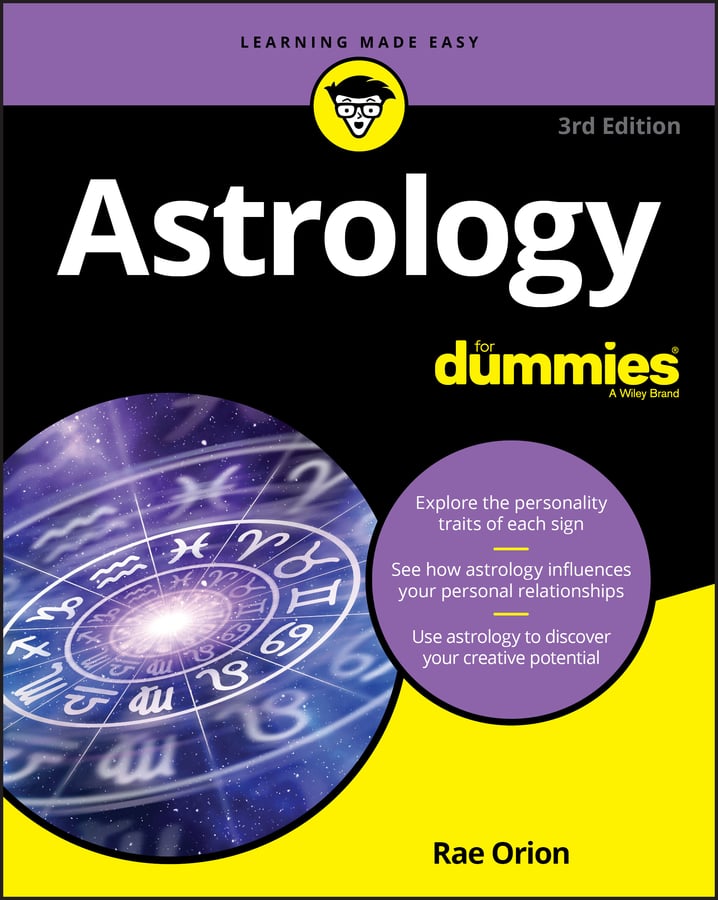 LEARNING MADE EASY
3rd Edition
Astrology
for
dummies®
A Wiley Brand
Explore the personality
traits of each sign
See how astrology influences
your personal relationships
Use astrology to discover
your creative potential
Rae Orion